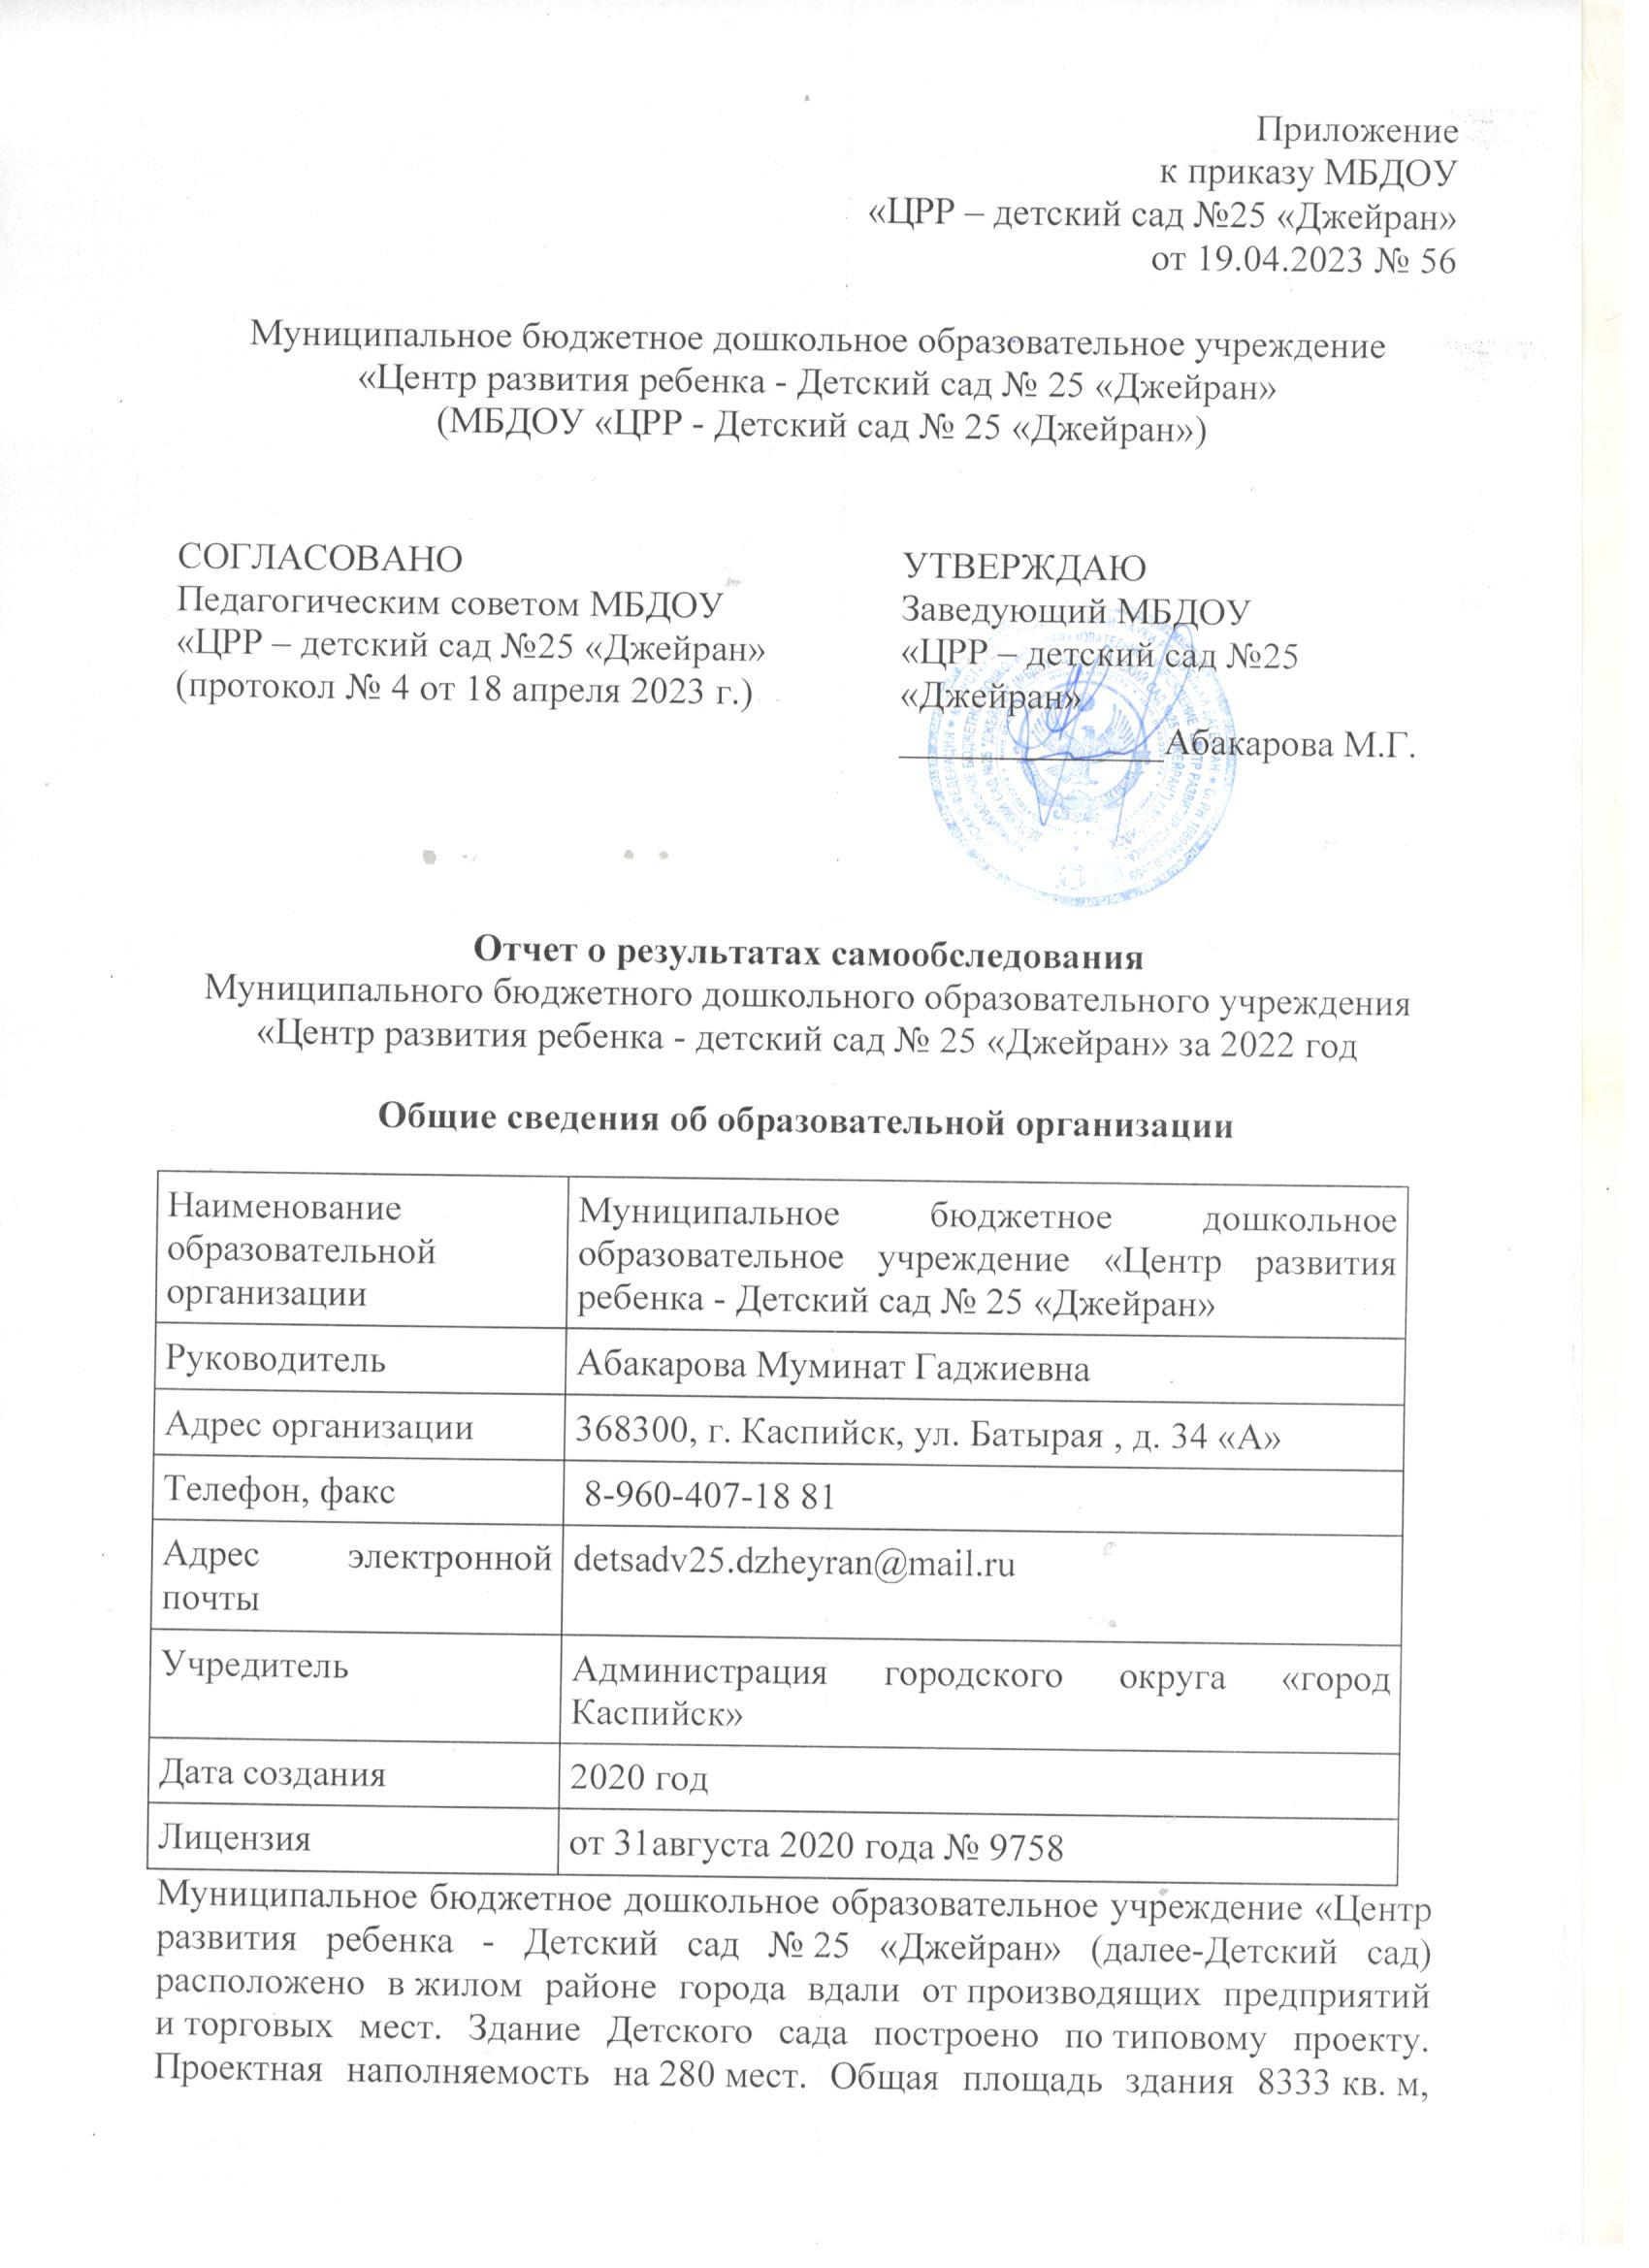 Приложение
к приказу МБДОУ
«ЦРР – детский сад №25 «Джейран»
от 19.04.2023 № 56
Муниципальное бюджетное дошкольное образовательное учреждение
«Центр развития ребенка - Детский сад № 25 «Джейран»
(МБДОУ «ЦРР - Детский сад № 25 «Джейран»)
СОГЛАСОВАНО
Педагогическим советом МБДОУ
«ЦРР – детский сад №25 «Джейран»
(протокол № 4 от 18 апреля 2023 г.)
УТВЕРЖДАЮ
Заведующий МБДОУ
«ЦРР – детский сад №25
«Джейран»
Абакарова М.Г.
Отчет о результатах самообследования
Муниципального бюджетного дошкольного образовательного учреждения
«Центр развития ребенка - детский сад № 25 «Джейран» за 2022 год
Общие сведения об образовательной организации
Наименование
образовательной
организации
Муниципальное бюджетное дошкольное
образовательное учреждение «Центр развития
ребенка - Детский сад № 25 «Джейран»
Руководитель
Абакарова Муминат Гаджиевна
Адрес организации
368300, г. Каспийск, ул. Батырая , д. 34 «А»
Телефон, факс
8-960-407-18 81
Адрес электронной
почты
detsadv25.dzheyran@mail.ru
Учредитель
Администрация городского округа «город
Каспийск»
Дата создания
2020 год
Лицензия
от 31августа 2020 года № 9758
Муниципальное бюджетное дошкольное образовательное учреждение «Центр
развития ребенка - Детский сад № 25 «Джейран» (далее-Детский сад)
расположено в жилом районе города вдали от производящих предприятий
и торговых мест. Здание Детского сада построено по типовому проекту.
Проектная наполняемость на 280 мест. Общая площадь здания 8333 кв. м,